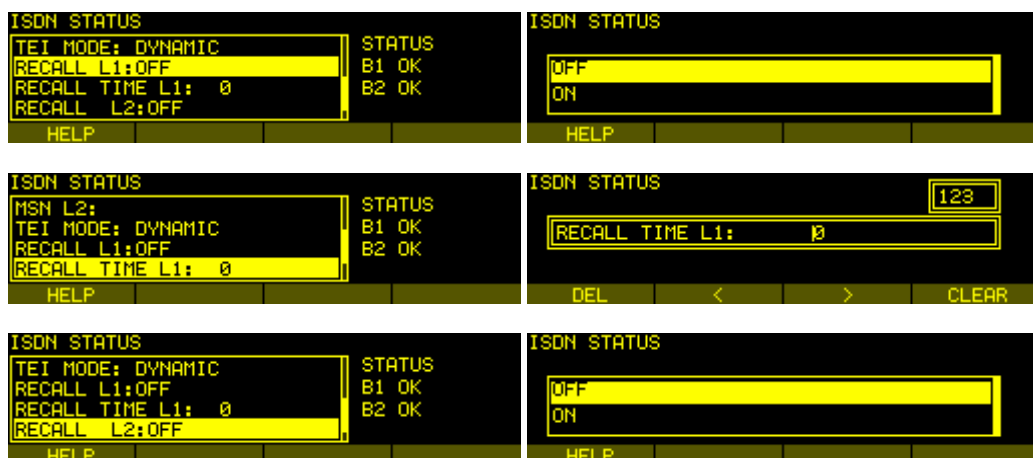 ISDN STATUS
TEI MODE: DYNAMIC
RECALL L1:OFF
RECALL TIME L1: 0
RECALL L2:OFF
STATUS
B1 OK
B2 OK
HELP
ISDN STATUS
OFF
ON
HELP
ISDN STATUS
MSN L2:
TEI MODE: DYNAMIC
RECALL L1:OFF
RECALL TIME L1: 0
STATUS
B1 OK
B2 OK
HELP
ISDN STATUS
123
RECALL TIME L1: 0
DEL < > CLEAR
ISDN STATUS
TEI MODE: DYNAMIC
RECALL L1:OFF
RECALL TIME L1: 0
RECALL L2:OFF
STATUS
B1 OK
B2 OK
HELP
ISDN STATUS
OFF
ON
HELP